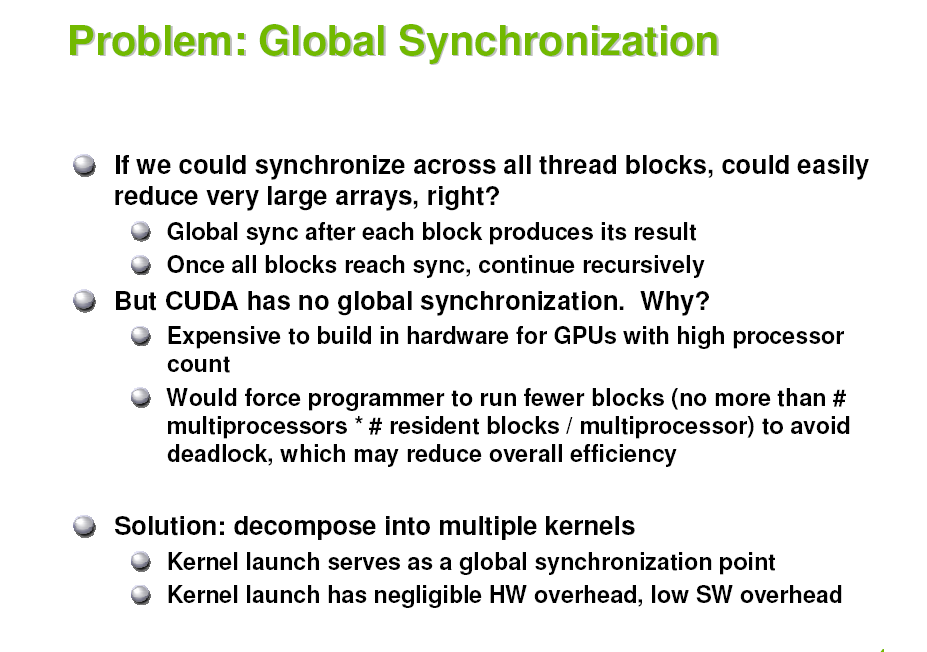 Problem: Global Synchronization
If we could synchronize across all thread blocks, could easily
reduce very large arrays, right?
Global sync after each block produces its result
Once all blocks reach sync, continue recursively
But CUDA has no global synchronization.  Why?
Expensive to build in hardware for GPUs with high processor
count
Would force programmer to run fewer blocks (no more than #
multiprocessors * # resident blocks / multiprocessor) to avoid
deadlock, which may reduce overall efficiency
Solution: decompose into multiple kernels
Kernel launch serves as a global synchronization point
Kernel launch has negligible HW overhead, low SW overhead